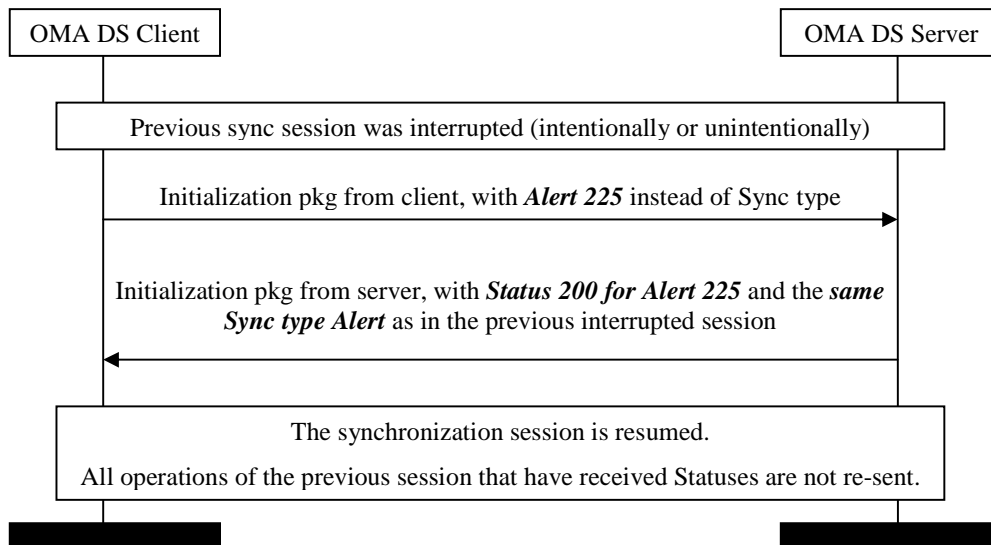 OMA DS Client
OMA DS Server
Previous sync session was interrupted (intentionally or unintentionally)
Initialization pkg from client, with Alert 225 instead of Sync type
Initialization pkg from server, with Status 200 for Alert 225 and the same
Sync type Alert as in the previous interrupted session
The synchronization session is resumed.
All operations of the previous session that have received Statuses are not re-sent.